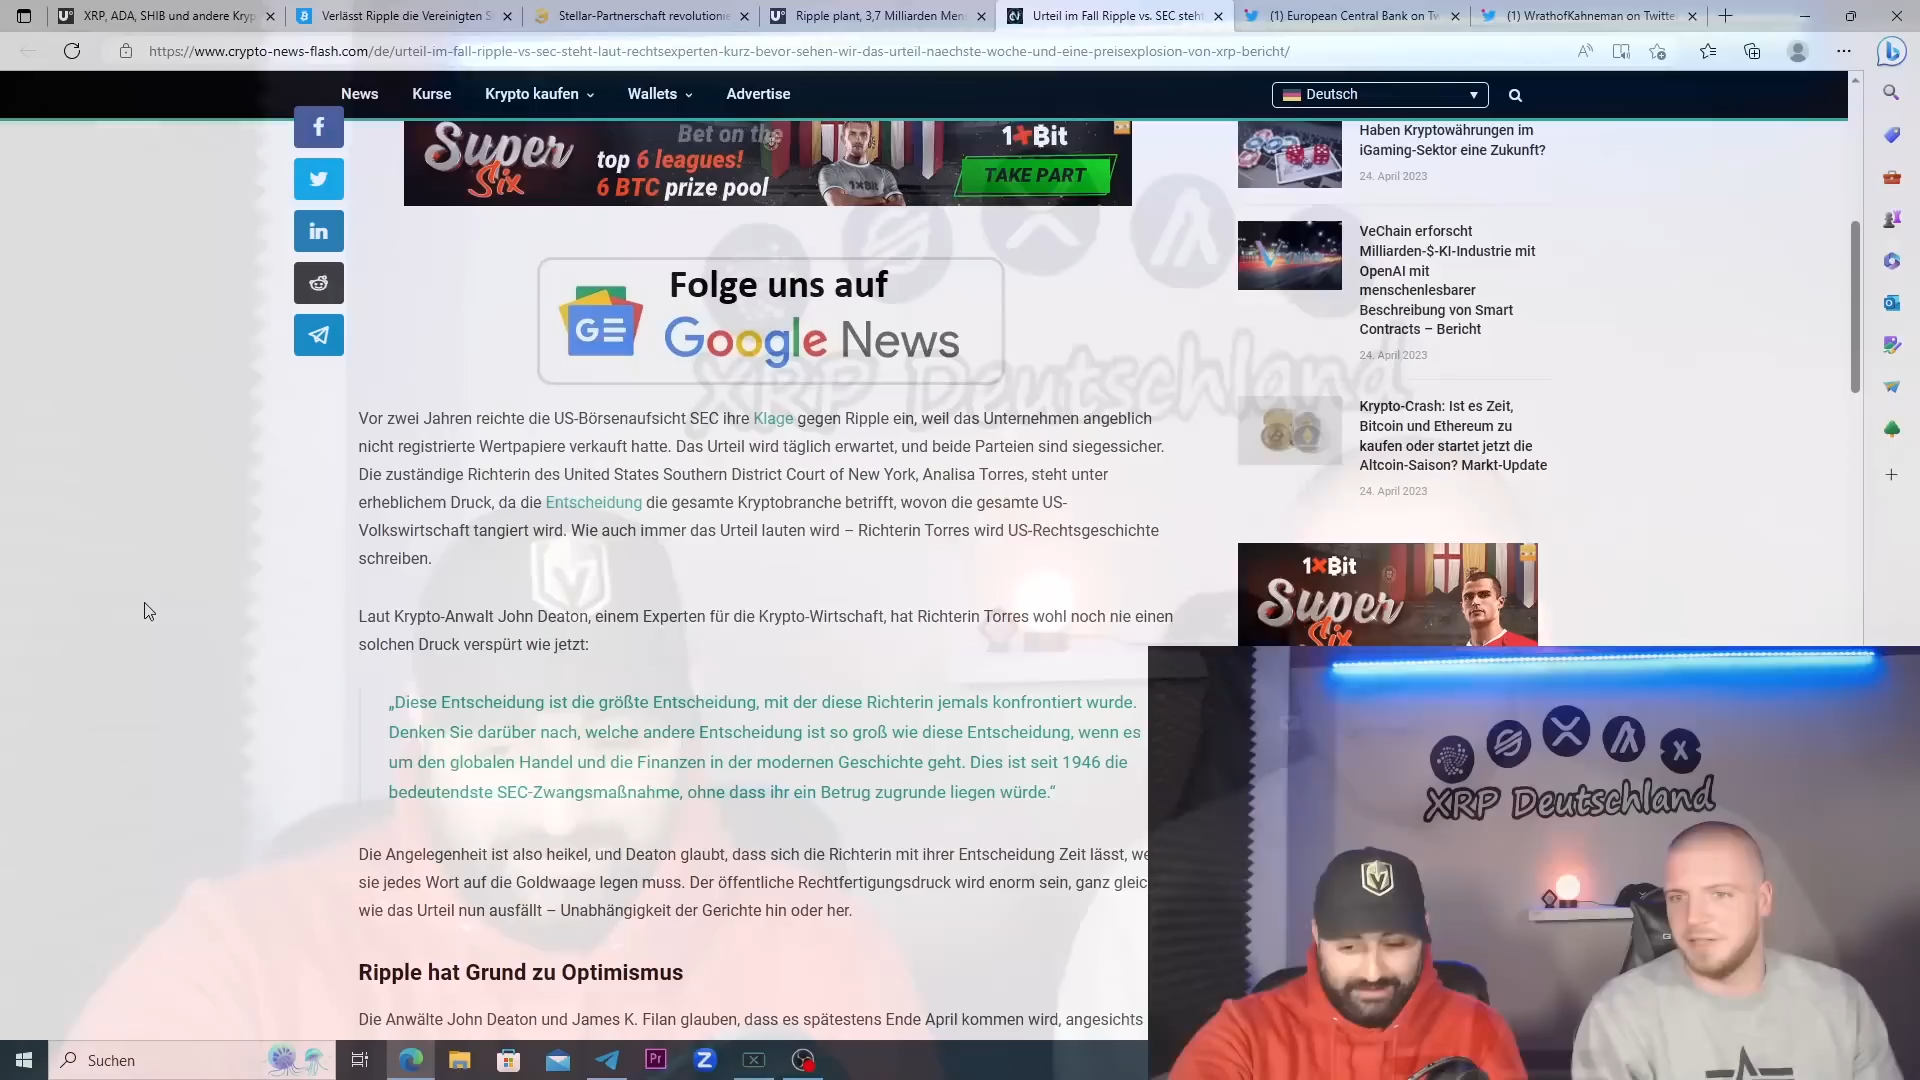 XRP, ADA, SHIB und andere Kryp
Verlässt Ripple die Vereinigten S
Stellar-Partnerschaft revolutionie
Ripple plant, 3,7 Milliarden Men
Urteil im Fall Ripple vs. SEC steht
(1) European Central Bank on Tw
(1) WrathofKahneman on Twitte
https://www.crypto-news-flash.com/de/urteil-im-fall-ripple-vs-sec-steht-laut-rechtsexperten-kurz-bevor-sehen-wir-das-urteil-naechste-woche-und-eine-preisexplosion-von-xrp-bericht/
News
Kurse
Krypto kaufen
Wallets
Advertise
Deutsch
Super
Six
Bet on the
top 6 leagues!
6 BTC prize pool
1XBit
TAKE PART
Folge uns auf
Google News
Vor zwei Jahren reichte die US-Börsenaufsicht SEC ihre Klage gegen Ripple ein, weil das Unternehmen angeblich
nicht registrierte Wertpapiere verkauft hatte. Das Urteil wird täglich erwartet, und beide Parteien sind siegessicher.
Die zuständige Richterin des United States Southern District Court of New York, Analisa Torres, steht unter
erheblichem Druck, da die Entscheidung die gesamte Kryptobranche betrifft, wovon die gesamte US-
Volkswirtschaft tangiert wird. Wie auch immer das Urteil lauten wird – Richterin Torres wird US-Rechtsgeschichte
schreiben.
Laut Krypto-Anwalt John Deaton, einem Experten für die Krypto-Wirtschaft, hat Richterin Torres wohl noch nie einen
solchen Druck verspürt wie jetzt:
„Diese Entscheidung ist die größte Entscheidung, mit der diese Richterin jemals konfrontiert wurde.
Denken Sie darüber nach, welche andere Entscheidung ist so groß wie diese Entscheidung, wenn es
um den globalen Handel und die Finanzen in der modernen Geschichte geht. Dies ist seit 1946 die
bedeutendste SEC-Zwangsmaßnahme, ohne dass ihr ein Betrug zugrunde liegen würde.“
Die Angelegenheit ist also heikel, und Deaton glaubt, dass sich die Richterin mit ihrer Entscheidung Zeit lässt, we
sie jedes Wort auf die Goldwaage legen muss. Der öffentliche Rechtfertigungsdruck wird enorm sein, ganz gleic
wie das Urteil nun ausfällt – Unabhängigkeit der Gerichte hin oder her.
Ripple hat Grund zu Optimismus
Die Anwälte John Deaton und James K. Filan glauben, dass es spätestens Ende April kommen wird, angesichts
Haben Kryptowährungen im
iGaming-Sektor eine Zukunft?
24. April 2023
VeChain erforscht
Milliarden-$-KI-Industrie mit
OpenAI mit
menschenlesbarer
Beschreibung von Smart
Contracts – Bericht
24. April 2023
Krypto-Crash: Ist es Zeit,
Bitcoin und Ethereum zu
kaufen oder startet jetzt die
Altcoin-Saison? Markt-Update
24. April 2023
1XBit
Super
Six
XRP Deutschland
XRP Deutschland
Suchen